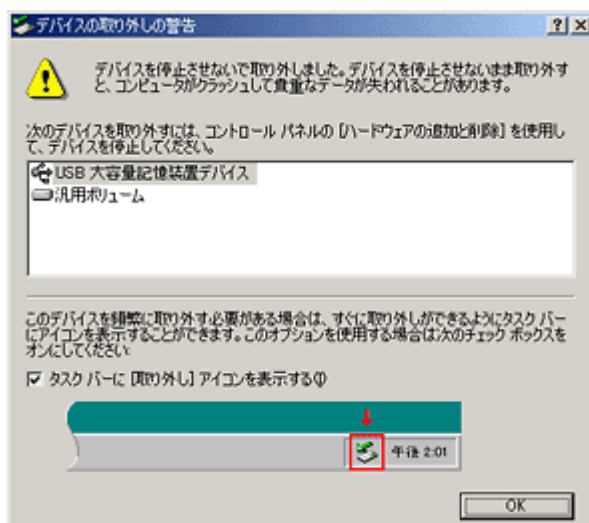 デバイスの取り外しの警告
デバイスを停止させないで取り外しました。デバイスを停止させないまま取り外す
と、コンピュータがクラッシュして貴重なデータが失われることがあります。
次のデバイスを取り外すには、コントロール パネルの [ハードウェアの追加と削除] を使用し
て、デバイスを停止してください。
USB 大容量記憶装置デバイス
汎用ボリューム
このデバイスを頻繁に取り外す必要がある場合は、すぐに取り外しができるようにタスク バー
にアイコンを表示することができます。このオプションを使用する場合は次のチェック ボックスを
オンにしてください:
タスク バーに [取り外し] アイコンを表示する(I)
午後 2:01
OK